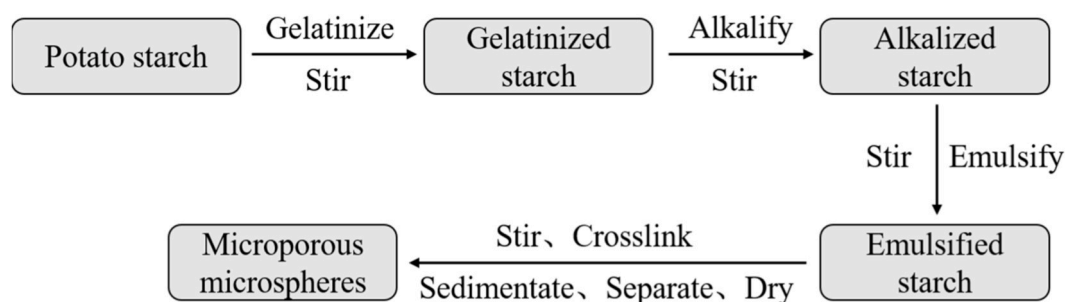 Potato starch
Gelatinize
Stir
Gelatinized
starch
Alkalify
Stir
Alkalized
starch
Stir
Emulsify
Emulsified
starch
Stir、Crosslink
Sedimentate、Separate、Dry
Microporous
microspheres